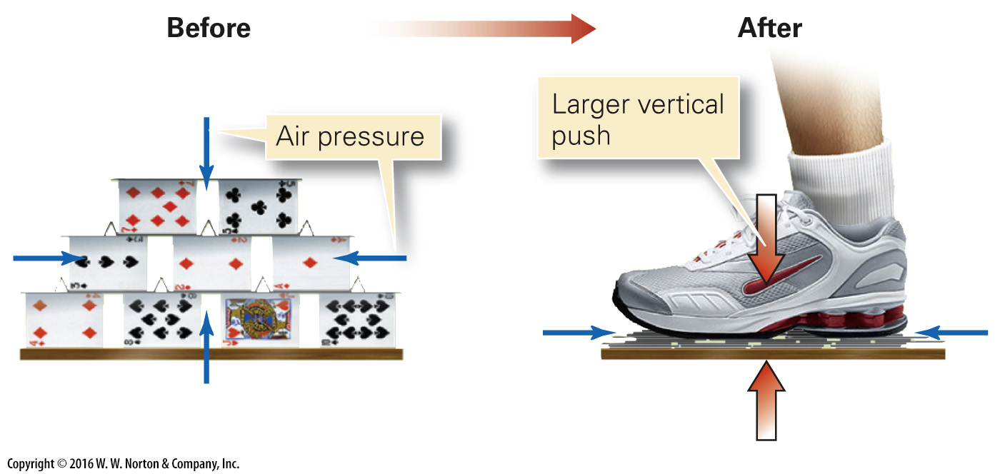 Before
After
Air pressure
Larger vertical
push
Copyright © 2016 W. W. Norton & Company, Inc.